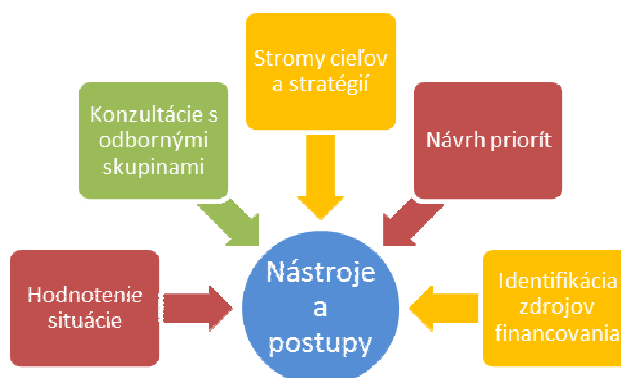 Stromy cieľov
a stratégií
Konzultácie s
odbornými
skupinami
Návrh priorít
Hodnotenie
situácie
Nástroje
a
postupy
Identifikácia
zdrojov
financovania